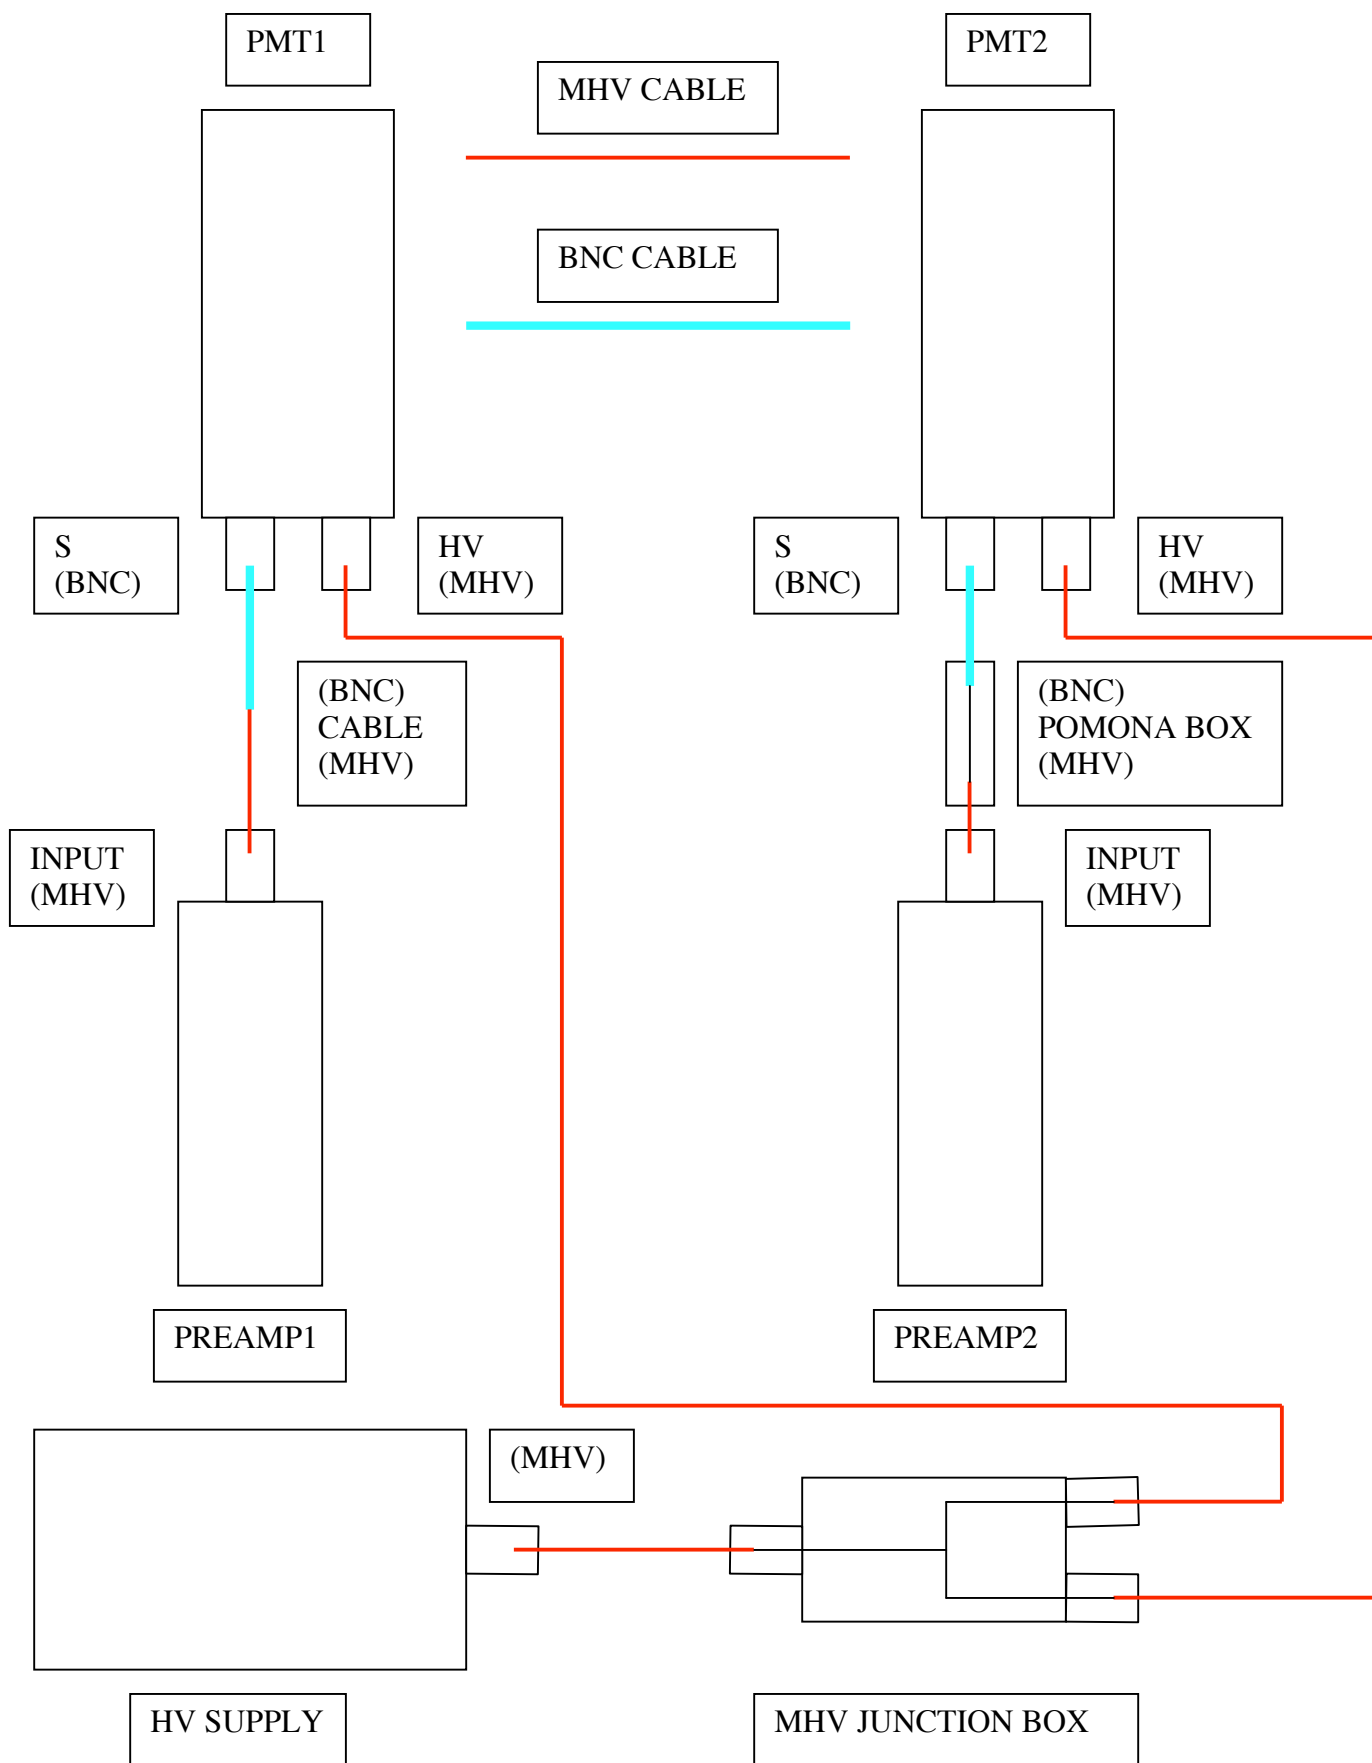 PMT1
PMT2
MHV CABLE
BNC CABLE
S
(BNC)
HV
(MHV)
S
(BNC)
HV
(MHV)
(BNC)
CABLE
(MHV)
(BNC)
POMONA BOX
(MHV)
INPUT
(MHV)
INPUT
(MHV)
PREAMP1
PREAMP2
(MHV)
HV SUPPLY
MHV JUNCTION BOX